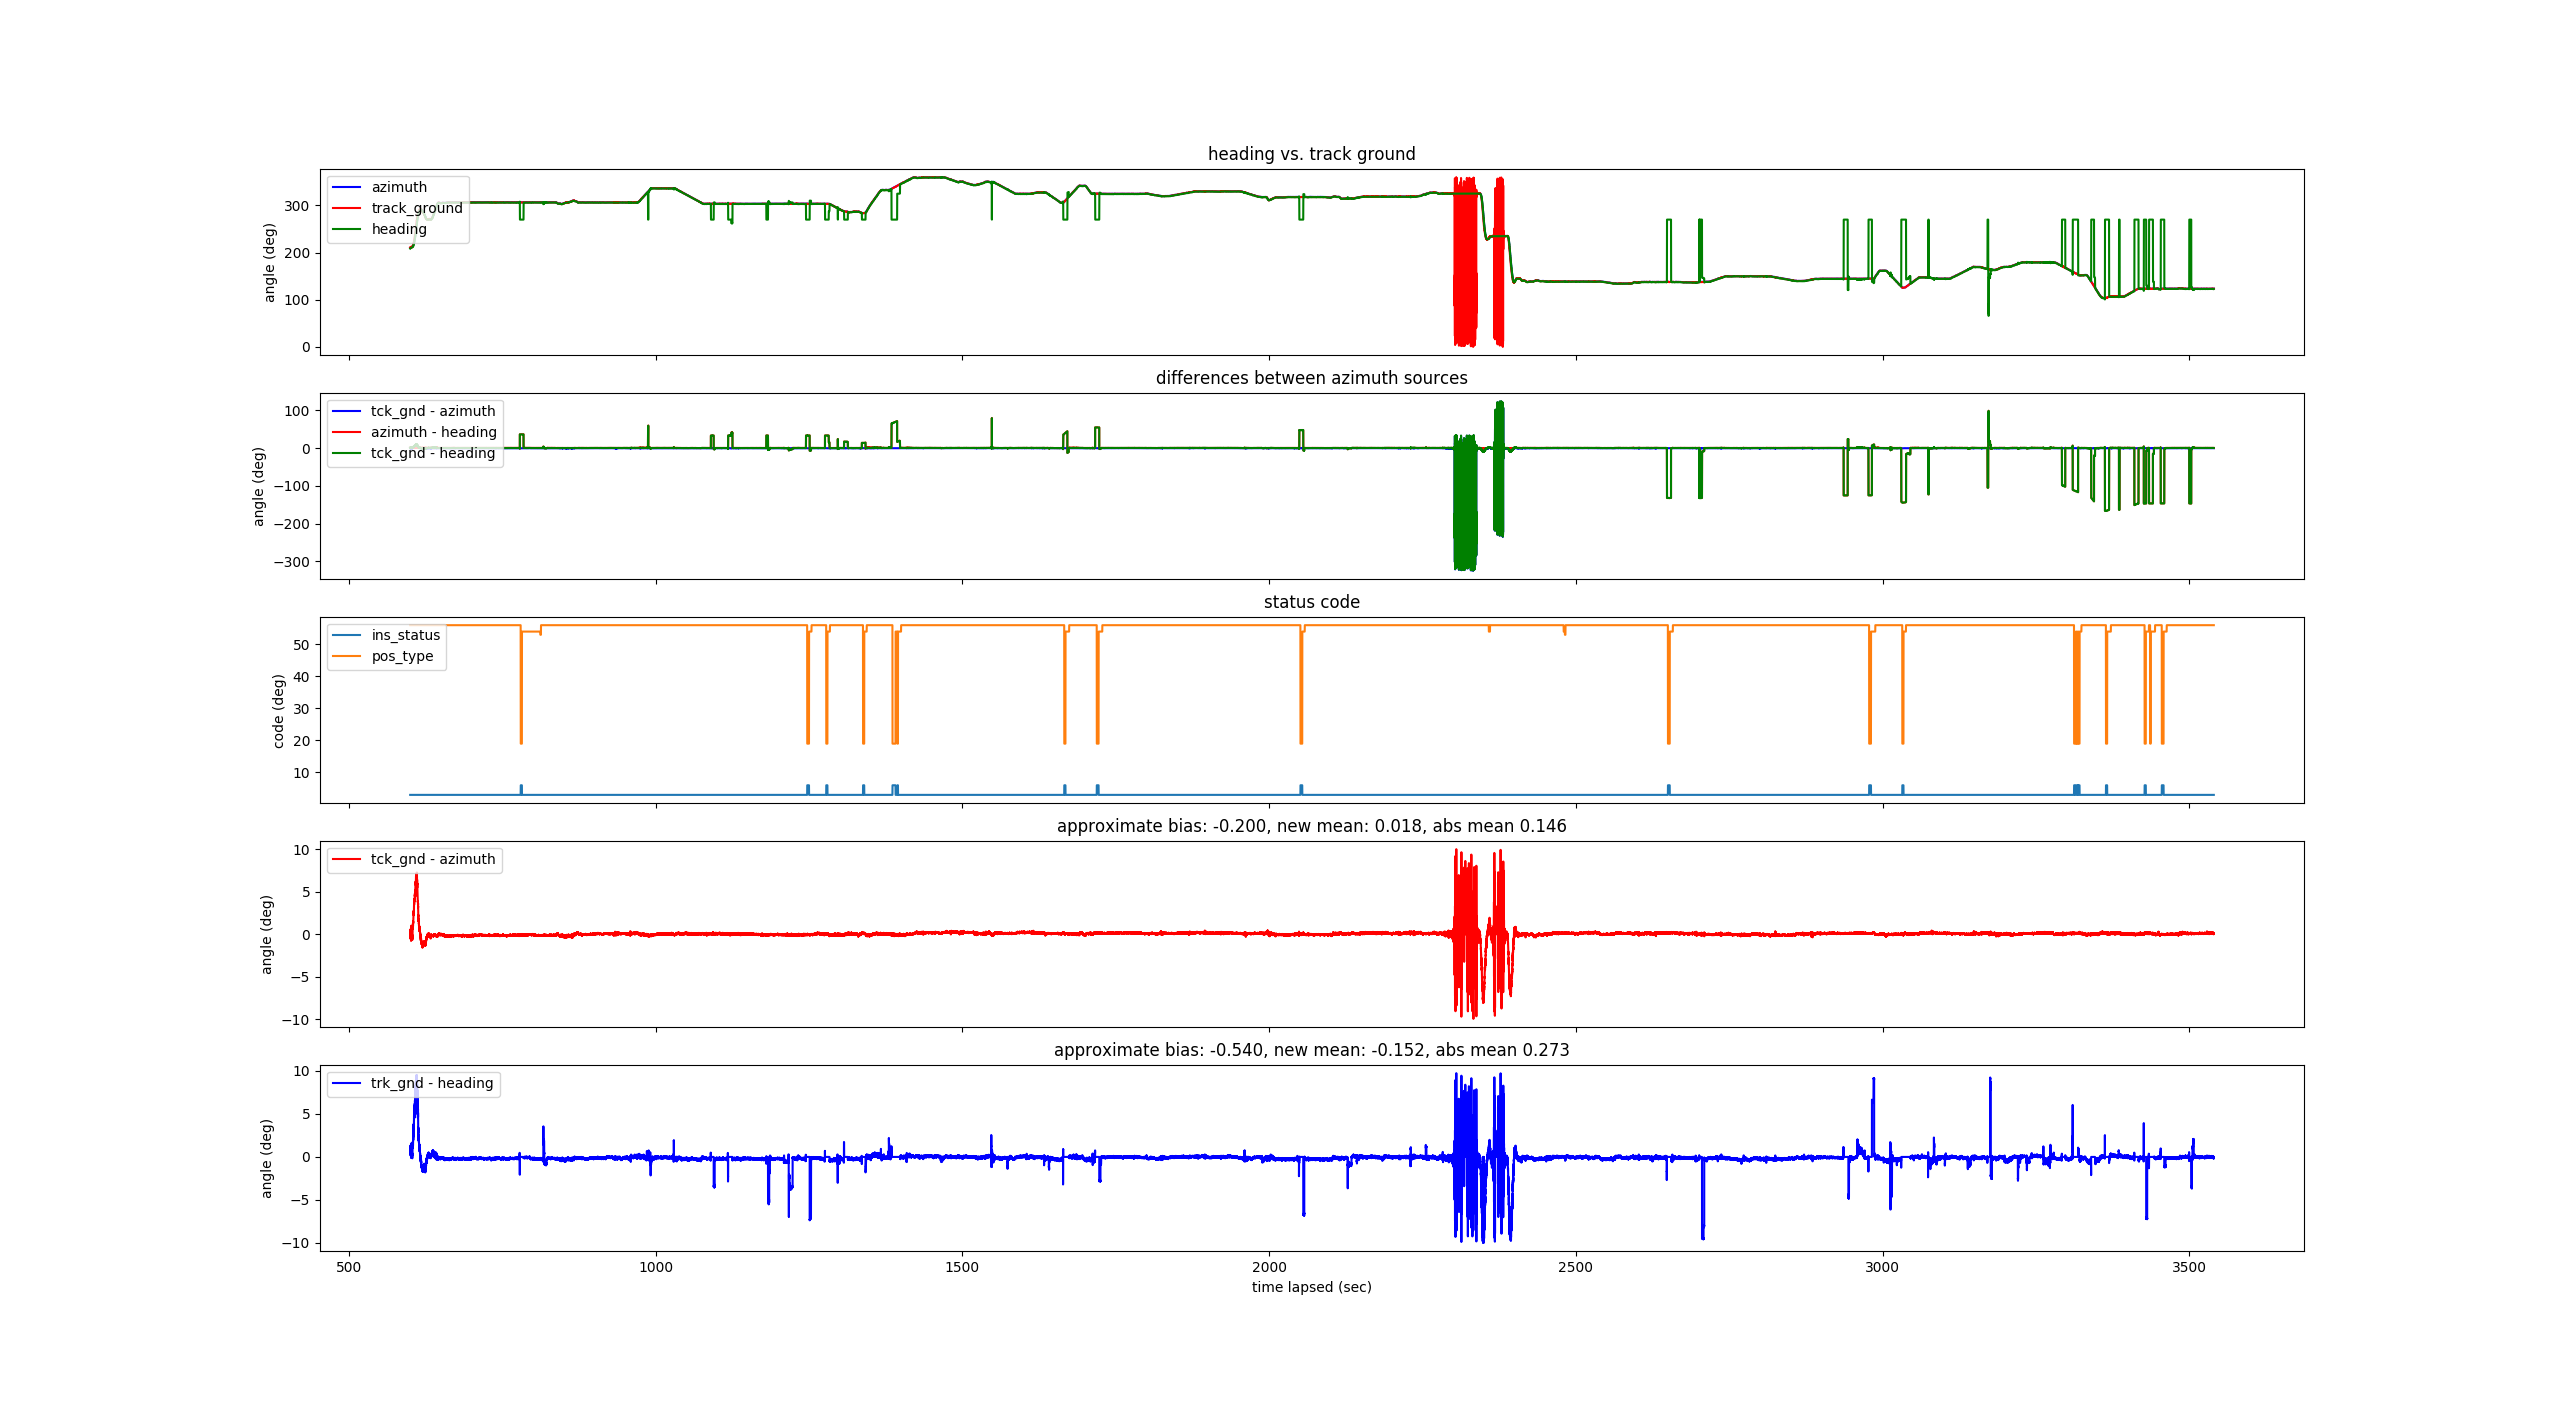 heading vs. track ground
azimuth
track_ground
heading
angle (deg)
300
200
100
0
differences between azimuth sources
tck_gnd - azimuth
azimuth - heading
tck_gnd - heading
angle (deg)
100
0
−100
−200
−300
status code
ins_status
pos_type
code (deg)
50
40
30
20
10
approximate bias: -0.200, new mean: 0.018, abs mean 0.146
tck_gnd - azimuth
angle (deg)
10
5
0
−5
−10
approximate bias: -0.540, new mean: -0.152, abs mean 0.273
trk_gnd - heading
angle (deg)
10
5
0
−5
−10
500 1000 1500 2000 2500 3000 3500
time lapsed (sec)